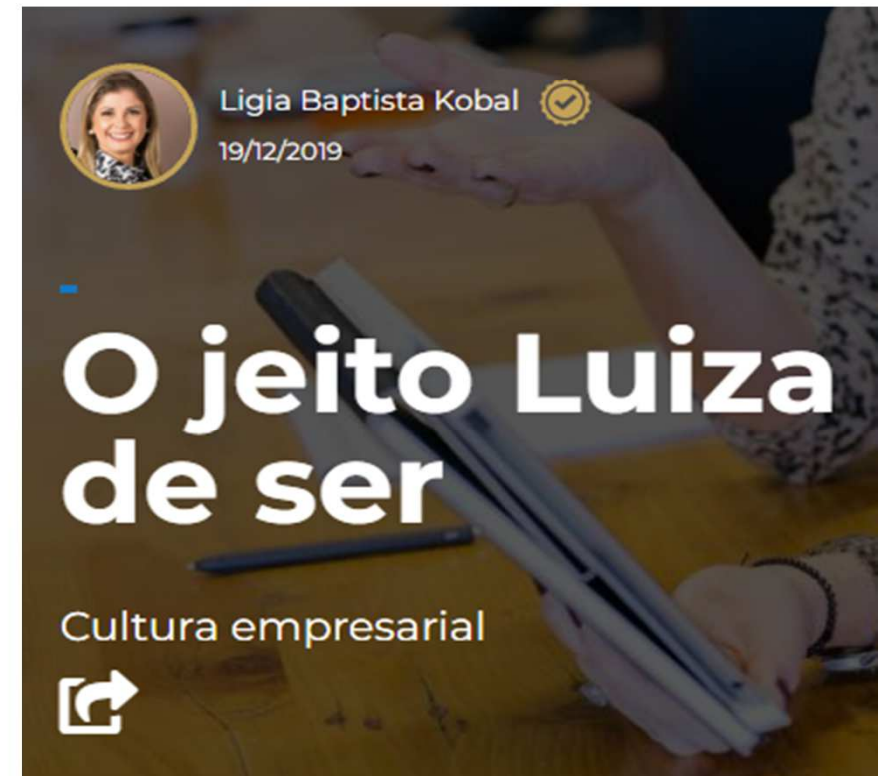 Ligia Baptista Kobal
19/12/2019
O jeito Luiza
de ser
Cultura empresarial